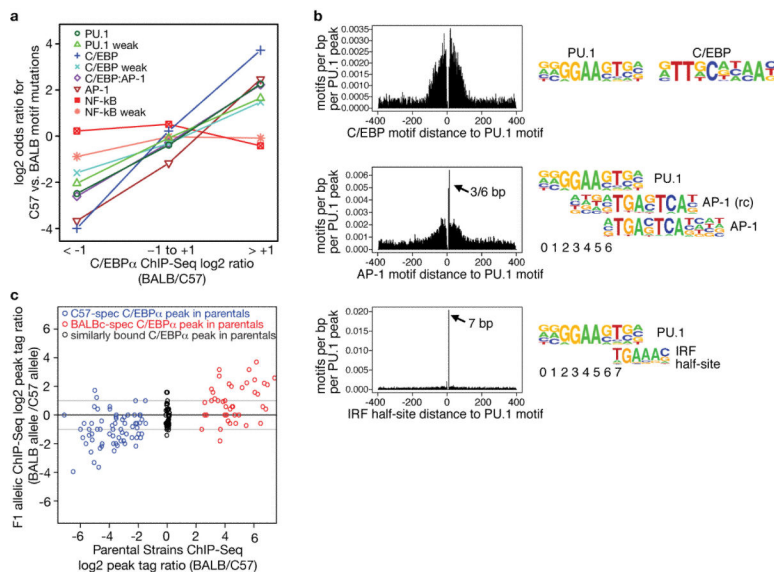 a
log2 odds ratio for
C57 vs. BALB motif mutations
4
2
0
-2
-4
PU.1
PU.1 weak
C/EBP
C/EBP weak
C/EBP:AP-1
AP-1
NF-kB
NF-kB weak
< -1
−1 to +1
> +1
C/EBPα ChIP-Seq log2 ratio
(BALB/C57)
b
motifs per bp
per PU.1 peak
0.0035
0.0030
0.0025
0.0020
0.0015
0.0010
0.0005
0
-400 -200 0 200 400
C/EBP motif distance to PU.1 motif
PU.1
GGAAGTG
C/EBP
TTGCATAAC
motifs per bp
per PU.1 peak
0.006
0.005
0.004
0.003
0.002
0.001
0
3/6 bp
-400 -200 0 200 400
AP-1 motif distance to PU.1 motif
GGAAGTG
PU.1
TGAGTCAT
AP-1 (rc)
ATGACTCA
AP-1
0 1 2 3 4 5 6
motifs per bp
per PU.1 peak
0.020
0.015
0.010
0.005
0
7 bp
-400 -200 0 200 400
IRF half-site distance to PU.1 motif
GGAAGTG
PU.1
TGAAAC
IRF
half-site
0 1 2 3 4 5 6 7
c
F1 allelic ChIP-Seq log2 peak tag ratio
(BALB allele /C57 allele)
6
4
2
0
-2
-4
-6
C57-spec C/EBPα peak in parentals
BALBc-spec C/EBPα peak in parentals
similarly bound C/EBPα peak in parentals
-6 -4 -2 0 2 4 6
Parental Strains ChIP-Seq
log2 peak tag ratio (BALB/C57)